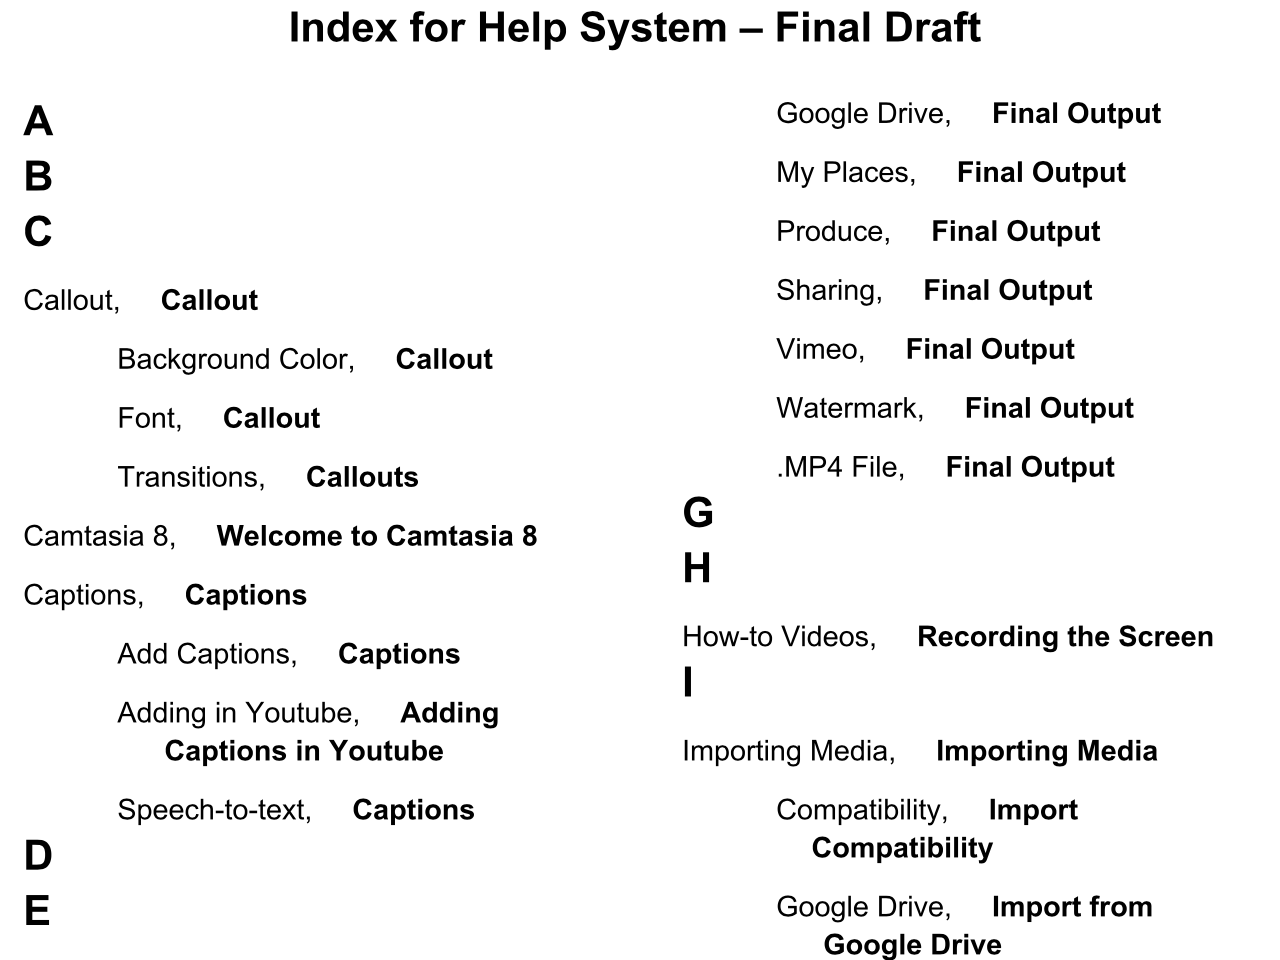 Index for Help System – Final Draft
A
B
C
Callout, Callout
Background Color, Callout
Font, Callout
Transitions, Callouts
Camtasia 8, Welcome to Camtasia 8
Captions, Captions
Add Captions, Captions
Adding in Youtube, Adding
Captions in Youtube
Speech-to-text, Captions
D
E
Google Drive, Final Output
My Places, Final Output
Produce, Final Output
Sharing, Final Output
Vimeo, Final Output
Watermark, Final Output
.MP4 File, Final Output
G
H
How-to Videos, Recording the Screen
I
Importing Media, Importing Media
Compatibility, Import
Compatibility
Google Drive, Import from
Google Drive